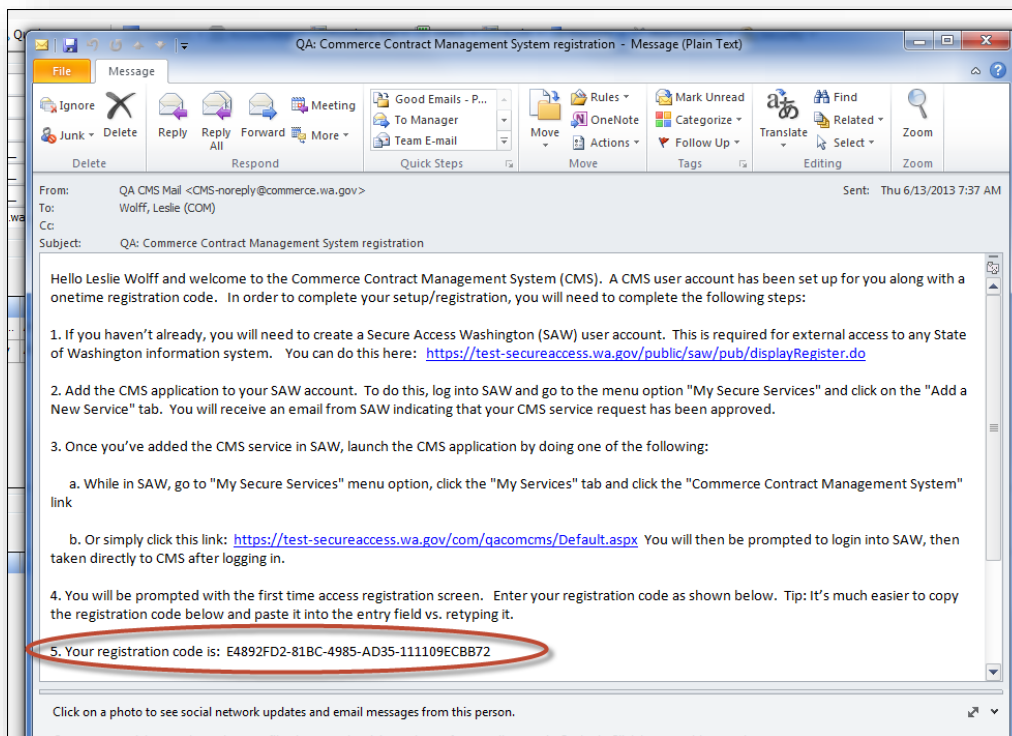 QA: Commerce Contract Management System registration - Message (Plain Text)
File Message
Ignore
Junk
Delete
Reply
Reply All
Forward
Meeting
More
Good Emails - P...
To Manager
Team E-mail
Move
Rules
OneNote
Actions
Mark Unread
Categorize
Follow Up
Translate
Find
Related
Select
Zoom
Delete Respond Quick Steps Move Tags Editing Zoom
From: QA CMS Mail <CMS-noreply@commerce.wa.gov> Sent: Thu 6/13/2013 7:37 AM
To: Wolff, Leslie (COM)
Cc:
Subject: QA: Commerce Contract Management System registration
Hello Leslie Wolff and welcome to the Commerce Contract Management System (CMS). A CMS user account has been set up for you along with a
onetime registration code. In order to complete your setup/registration, you will need to complete the following steps:
1. If you haven't already, you will need to create a Secure Access Washington (SAW) user account. This is required for external access to any State
of Washington information system. You can do this here: https://test-secureaccess.wa.gov/public/saw/pub/displayRegister.do
2. Add the CMS application to your SAW account. To do this, log into SAW and go to the menu option "My Secure Services" and click on the "Add a
New Service" tab. You will receive an email from SAW indicating that your CMS service request has been approved.
3. Once you've added the CMS service in SAW, launch the CMS application by doing one of the following:
a. While in SAW, go to "My Secure Services" menu option, click the "My Services" tab and click the "Commerce Contract Management System"
link
b. Or simply click this link: https://test-secureaccess.wa.gov/com/qacomcms/Default.aspx You will then be prompted to login into SAW, then
taken directly to CMS after logging in.
4. You will be prompted with the first time access registration screen. Enter your registration code as shown below. Tip: It's much easier to copy
the registration code below and paste it into the entry field vs. retyping it.
5. Your registration code is: E4892FD2-81BC-4985-AD35-111109ECBB72
Click on a photo to see social network updates and email messages from this person.